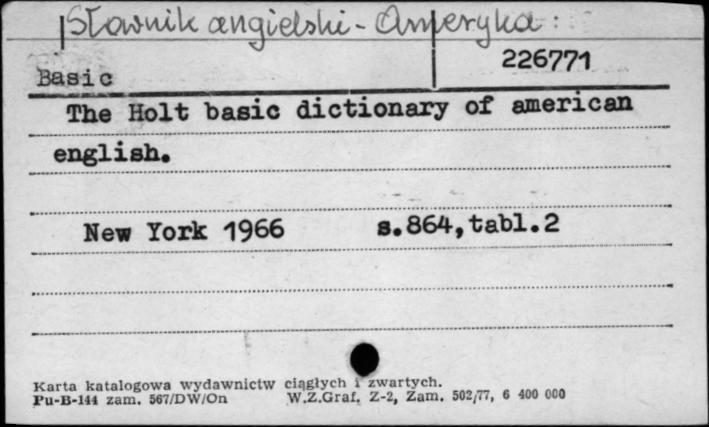 Słownik angielski - Ameryka :
226771
Basic
The Holt basic dictionary of american
english.
New York 1966 s.864,tabl.2
Karta katalogowa wydawnictw ciągłych i zwartych.
Pu-B-144 zam. 567/DW/On W.Z.Graf. Z-2, Zam. 502/77, 6 400 000